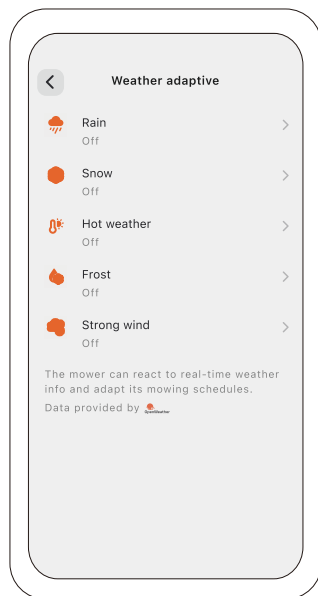 Weather adaptive
Rain
Off
Snow
Off
Hot weather
Off
Frost
Off
Strong wind
Off
The mower can react to real-time weather
info and adapt its mowing schedules.
Data provided by OpenWeather